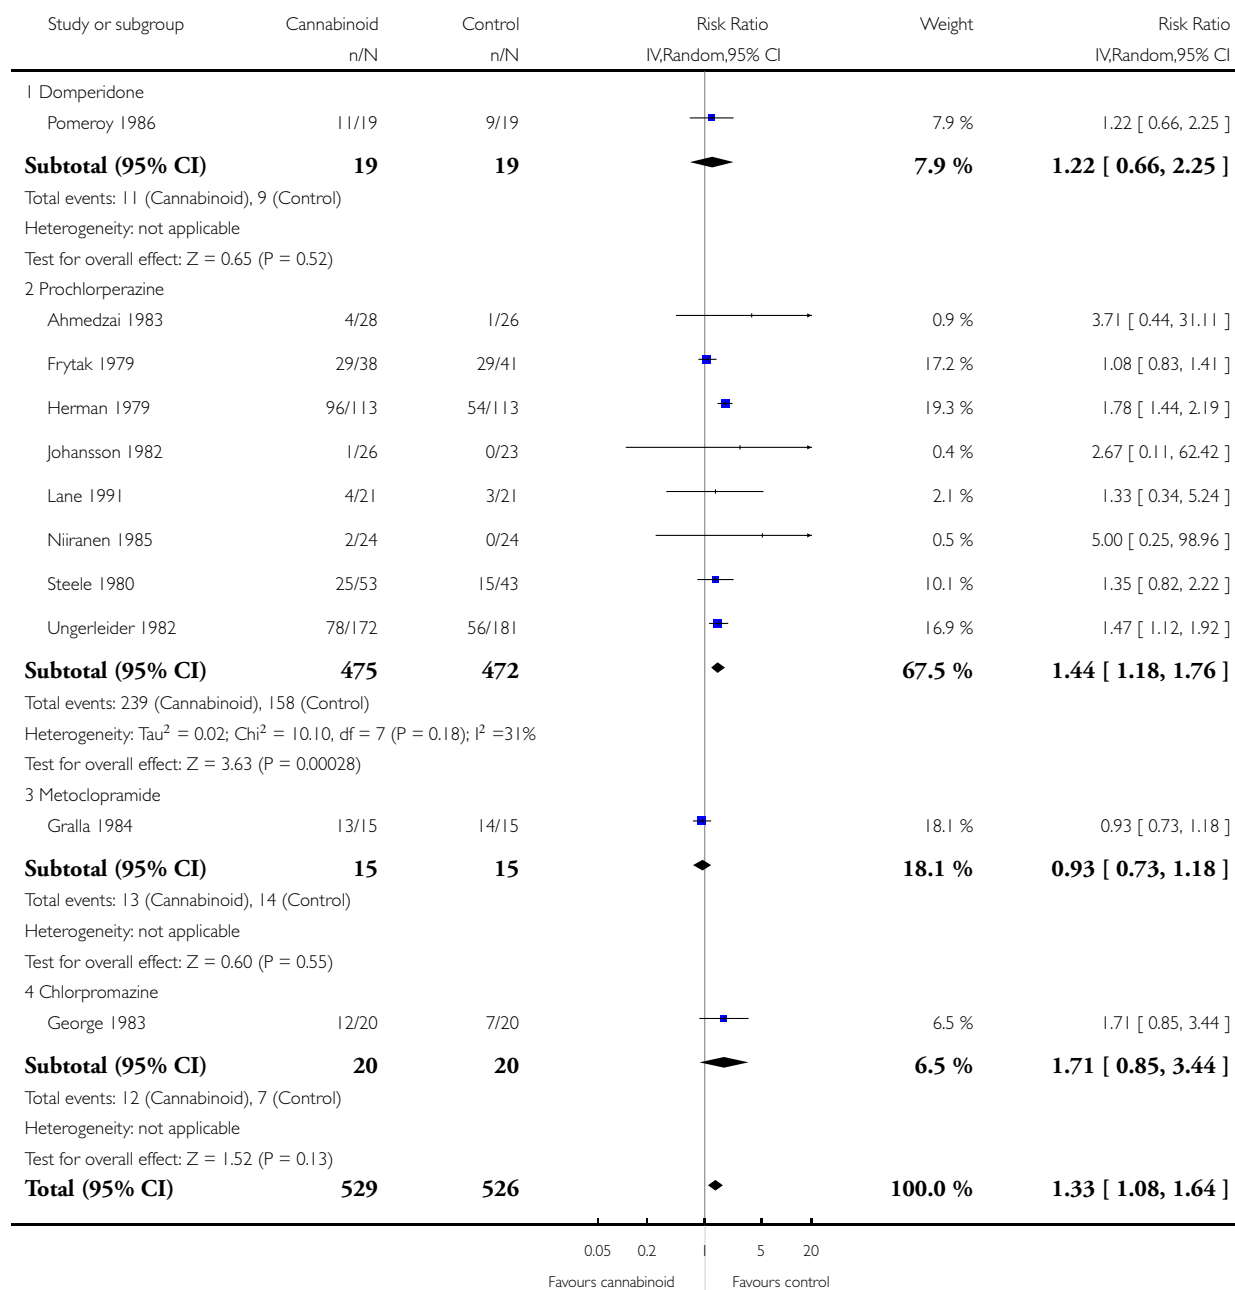 Study or subgroup Cannabinoid Control Risk Ratio Weight Risk Ratio
n/N n/N IV,Random,95% CI IV,Random,95% CI
1 Domperidone
Pomeroy 1986 11/19 9/19 7.9 % 1.22 [ 0.66, 2.25 ]
Subtotal (95% CI) 19 19 7.9 % 1.22 [ 0.66, 2.25 ]
Total events: 11 (Cannabinoid), 9 (Control)
Heterogeneity: not applicable
Test for overall effect: Z = 0.65 (P = 0.52)
2 Prochlorperazine
Ahmedzai 1983 4/28 1/26 0.9 % 3.71 [ 0.44, 31.11 ]
Frytak 1979 29/38 29/41 17.2 % 1.08 [ 0.83, 1.41 ]
Herman 1979 96/113 54/113 19.3 % 1.78 [ 1.44, 2.19 ]
Johansson 1982 1/26 0/23 0.4 % 2.67 [ 0.11, 62.42 ]
Lane 1991 4/21 3/21 2.1 % 1.33 [ 0.34, 5.24 ]
Niiranen 1985 2/24 0/24 0.5 % 5.00 [ 0.25, 98.96 ]
Steele 1980 25/53 15/43 10.1 % 1.35 [ 0.82, 2.22 ]
Ungerleider 1982 78/172 56/181 16.9 % 1.47 [ 1.12, 1.92 ]
Subtotal (95% CI) 475 472 67.5 % 1.44 [ 1.18, 1.76 ]
Total events: 239 (Cannabinoid), 158 (Control)
Heterogeneity: Tau² = 0.02; Chi² = 10.10, df = 7 (P = 0.18); I² =31%
Test for overall effect: Z = 3.63 (P = 0.00028)
3 Metoclopramide
Gralla 1984 13/15 14/15 18.1 % 0.93 [ 0.73, 1.18 ]
Subtotal (95% CI) 15 15 18.1 % 0.93 [ 0.73, 1.18 ]
Total events: 13 (Cannabinoid), 14 (Control)
Heterogeneity: not applicable
Test for overall effect: Z = 0.60 (P = 0.55)
4 Chlorpromazine
George 1983 12/20 7/20 6.5 % 1.71 [ 0.85, 3.44 ]
Subtotal (95% CI) 20 20 6.5 % 1.71 [ 0.85, 3.44 ]
Total events: 12 (Cannabinoid), 7 (Control)
Heterogeneity: not applicable
Test for overall effect: Z = 1.52 (P = 0.13)
Total (95% CI) 529 526 100.0 % 1.33 [ 1.08, 1.64 ]
0.05 0.2 1 5 20
Favours cannabinoid Favours control